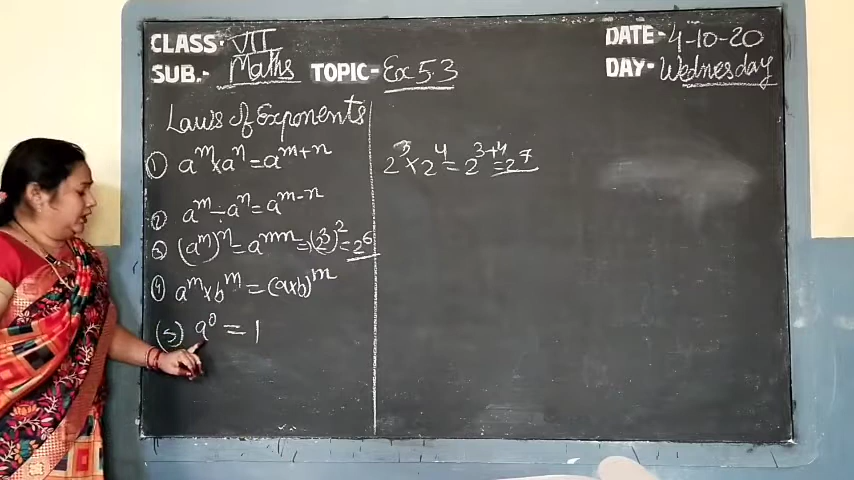 CLASS- VII
SUB.- Maths TOPIC- Ex 5.3
DATE- 4-10-20
DAY- Wednesday
Laws of Exponents
① a^m × a^n = a^(m+n)
② a^m ÷ a^n = a^(m-n)
③ (a^m)^n = a^(mn) = (2^3)^2 = 2^6
④ a^m × b^m = (a×b)^m
(5) a^0 = 1
2^3 × 2^4 = 2^(3+4) = 2^7